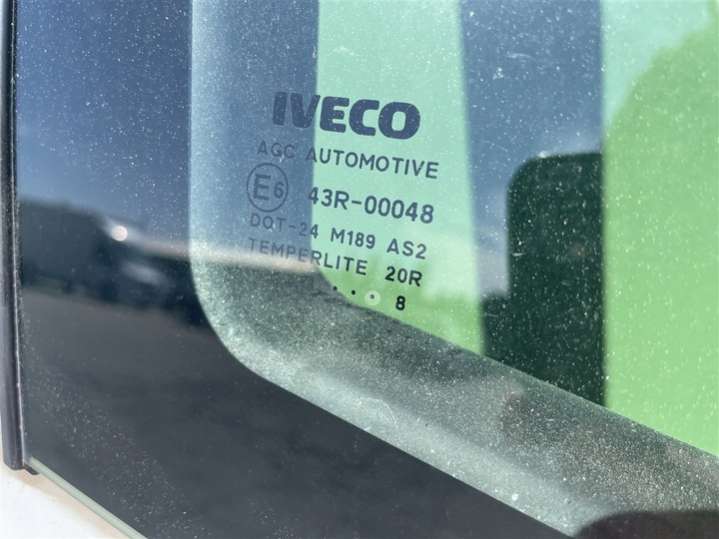 IVECO
AGC AUTOMOTIVE
E6 43R-00048
DOT-24 M189 AS2
TEMPERLITE 20R
. . . 8